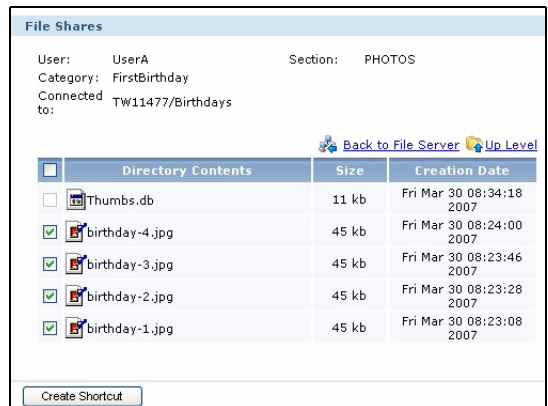 File Shares
User: UserA Section: PHOTOS
Category: FirstBirthday
Connected to: TW11477/Birthdays
Back to File Server Up Level
Directory Contents Size Creation Date
Thumbs.db 11 kb Fri Mar 30 08:34:18 2007
birthday-4.jpg 45 kb Fri Mar 30 08:24:00 2007
birthday-3.jpg 45 kb Fri Mar 30 08:23:46 2007
birthday-2.jpg 45 kb Fri Mar 30 08:23:28 2007
birthday-1.jpg 45 kb Fri Mar 30 08:23:08 2007
Create Shortcut